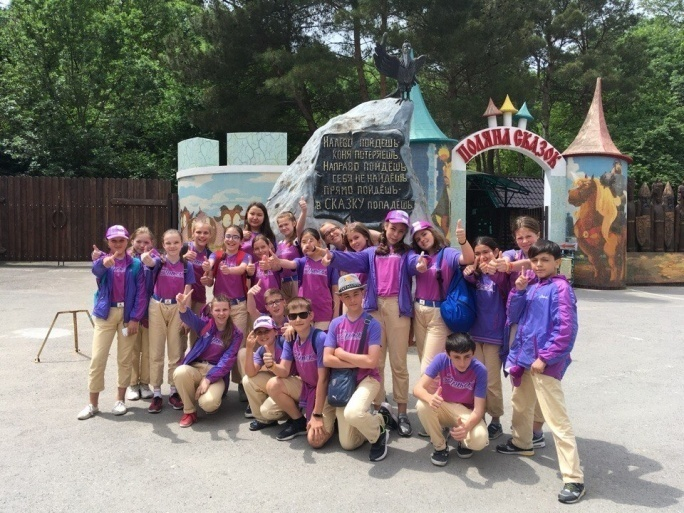 НАЛЕВО ПОЙДЕШЬ
КОНЯ ПОТЕРЯЕШЬ,
НАПРАВО ПОЙДЕШЬ
СЕБЯ НЕ НАЙДЕШЬ
ПРЯМО ПОЙДЕШЬ
В СКАЗКУ ПОПАДЕШЬ
ПОЛЯНА СКАЗОК